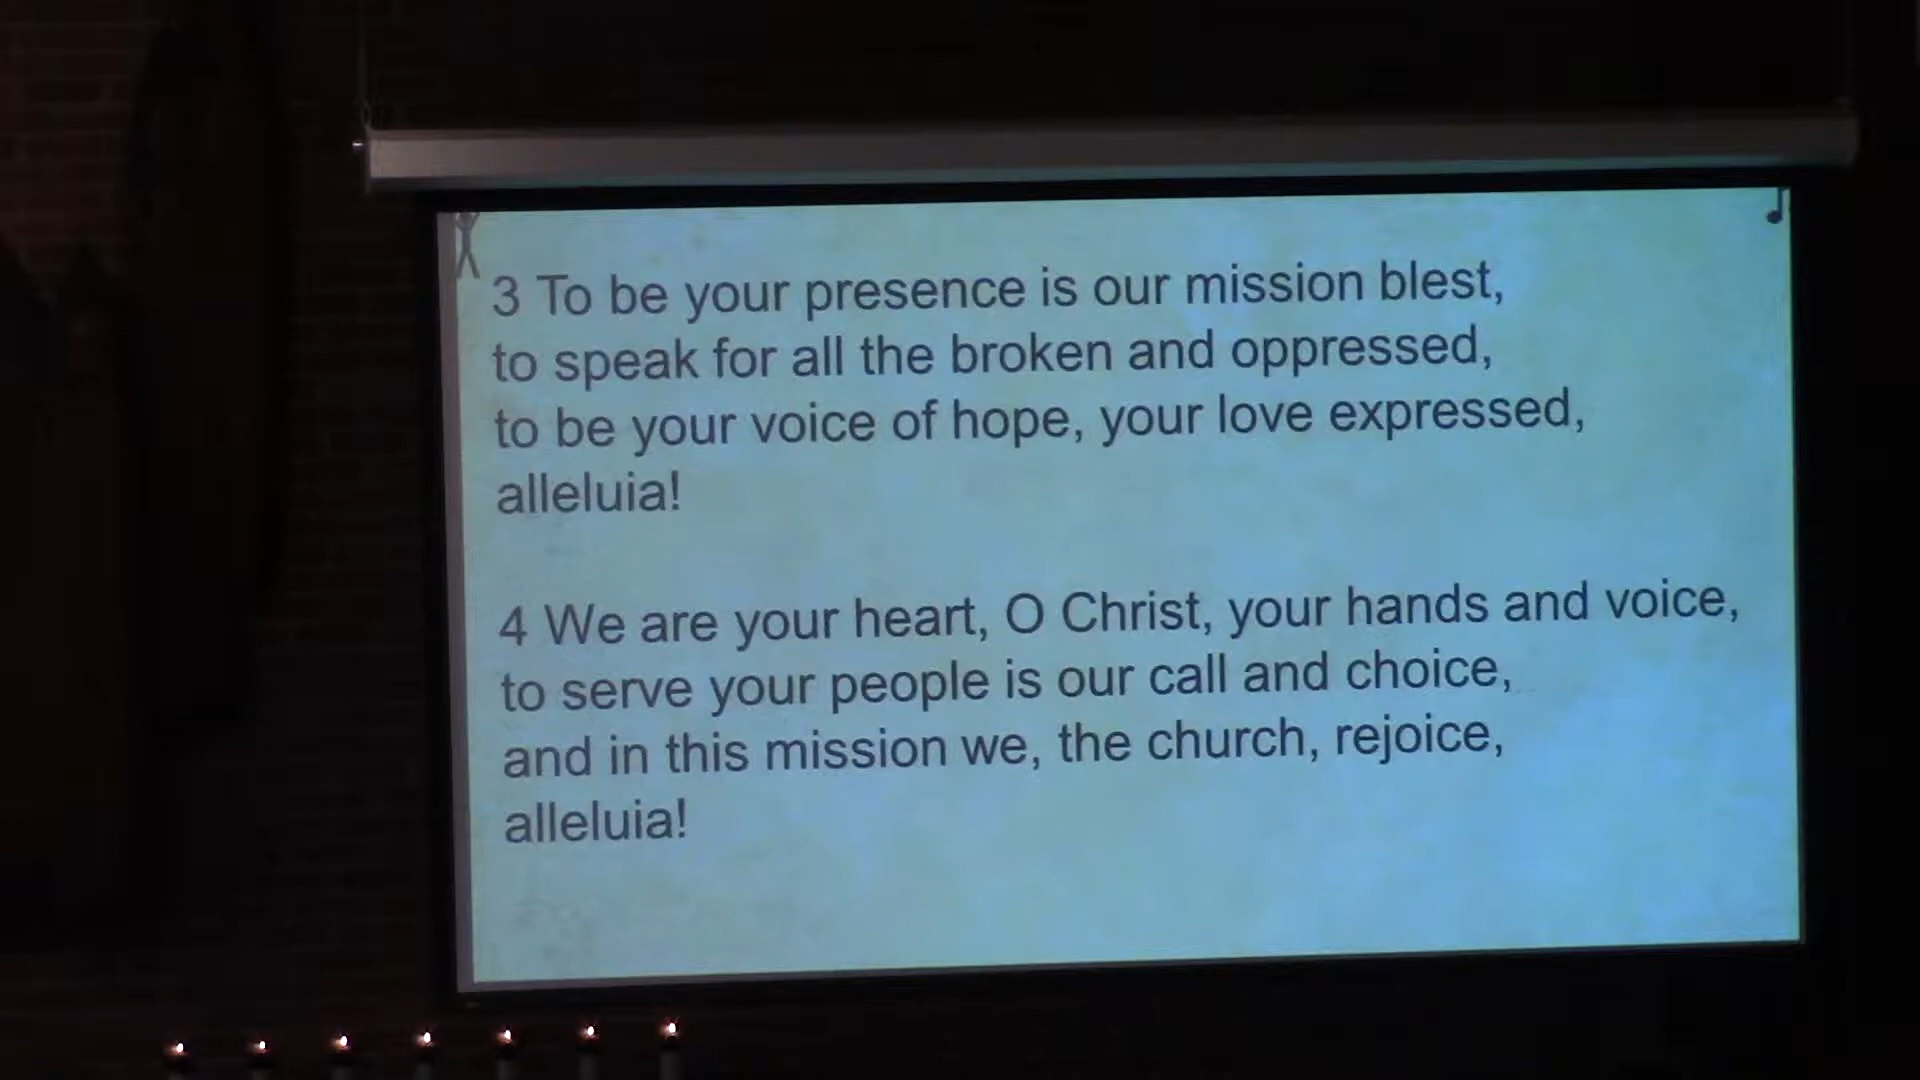 3 To be your presence is our mission blest,
to speak for all the broken and oppressed,
to be your voice of hope, your love expressed,
alleluia!
4 We are your heart, O Christ, your hands and voice,
to serve your people is our call and choice,
and in this mission we, the church, rejoice,
alleluia!